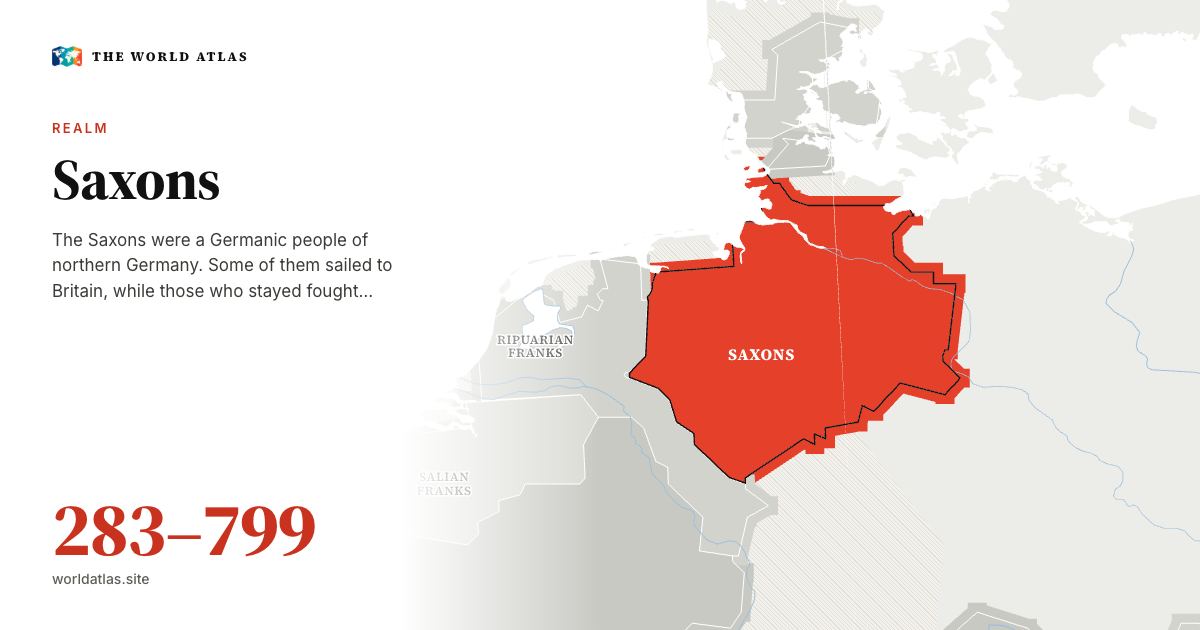 THE WORLD ATLAS
REALM
Saxons
The Saxons were a Germanic people of
northern Germany. Some of them sailed to
Britain, while those who stayed fought...
283–799
worldatlas.site
RIPUARIAN
FRANKS
SAXONS
SALIAN
FRANKS